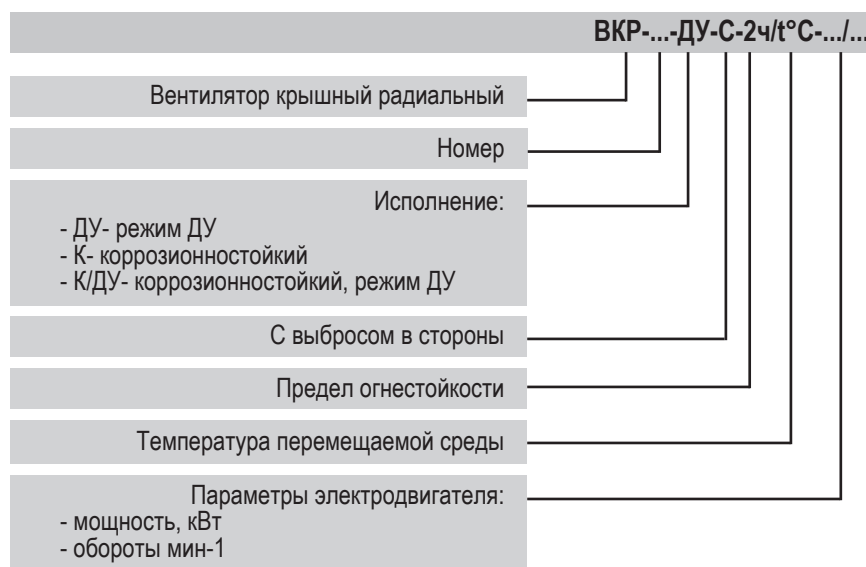 ВКР-...-ДУ-С-2ч/t°С-.../...
Вентилятор крышный радиальный
Номер
Исполнение:
- ДУ- режим ДУ
- К- коррозионностойкий
- К/ДУ- коррозионностойкий, режим ДУ
С выбросом в стороны
Предел огнестойкости
Температура перемещаемой среды
Параметры электродвигателя:
- мощность, кВт
- обороты мин-1